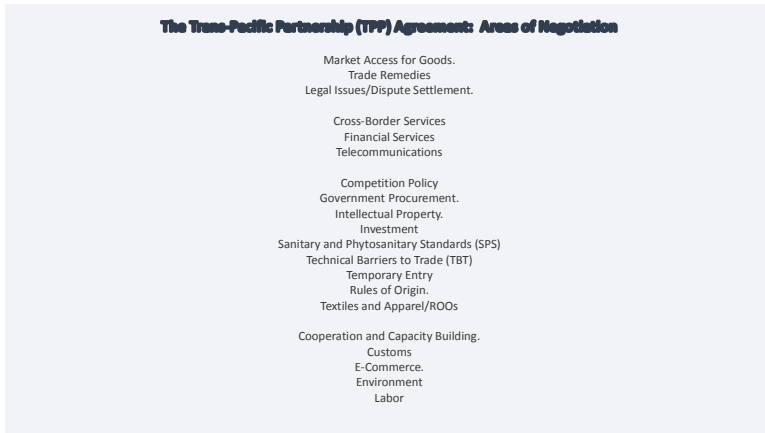 The Trans-Pacific Partnership (TPP) Agreement: Areas of Negotiation
Market Access for Goods.
Trade Remedies
Legal Issues/Dispute Settlement.
Cross-Border Services
Financial Services
Telecommunications
Competition Policy
Government Procurement.
Intellectual Property.
Investment
Sanitary and Phytosanitary Standards (SPS)
Technical Barriers to Trade (TBT)
Temporary Entry
Rules of Origin.
Textiles and Apparel/ROOs
Cooperation and Capacity Building.
Customs
E-Commerce.
Environment
Labor